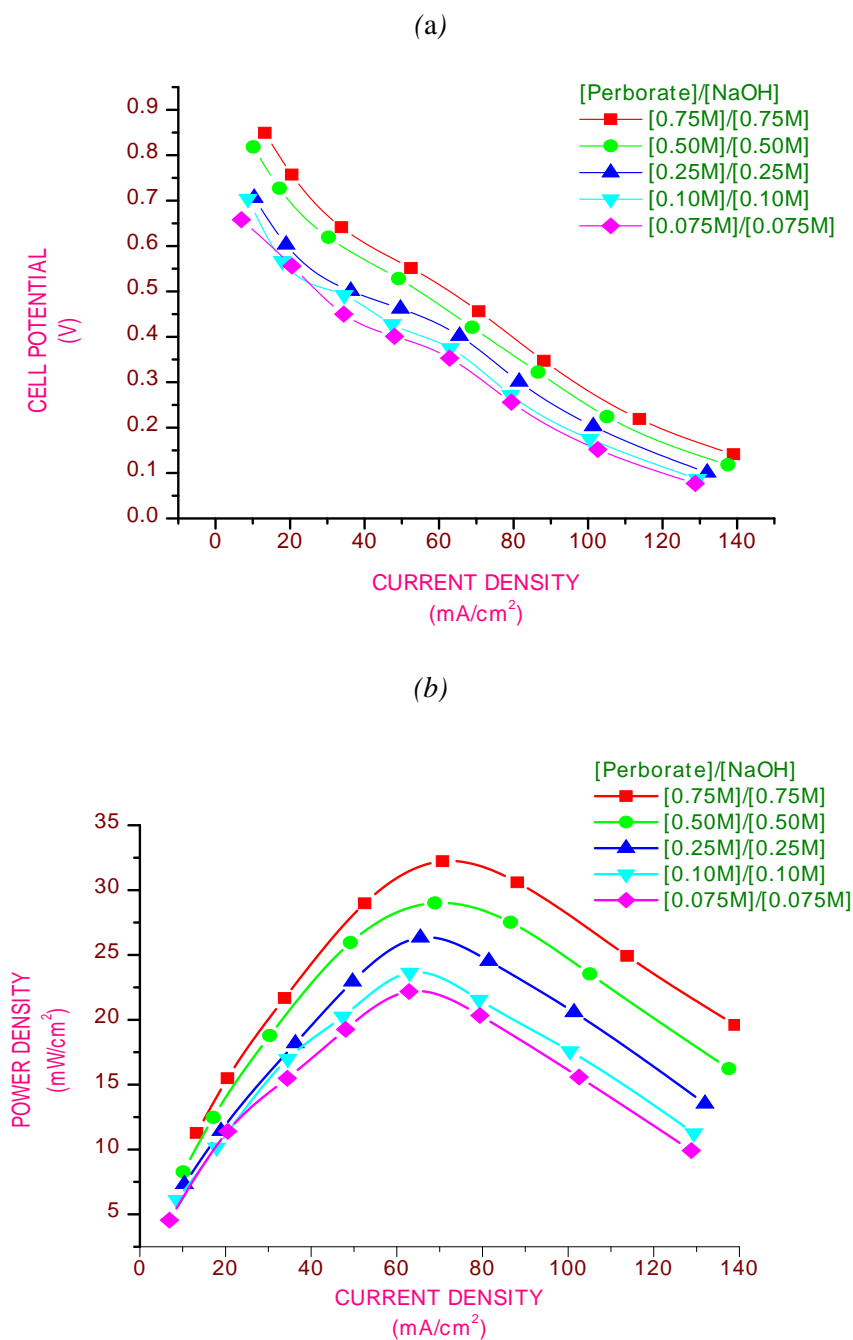 (a)
[Perborate]/[NaOH]
[0.75M]/[0.75M]
[0.50M]/[0.50M]
[0.25M]/[0.25M]
[0.10M]/[0.10M]
[0.075M]/[0.075M]
0.9
0.8
0.7
0.6
0.5
0.4
0.3
0.2
0.1
0.0
CELL POTENTIAL
(V)
0 20 40 60 80 100 120 140
CURRENT DENSITY
(mA/cm²)
(b)
[Perborate]/[NaOH]
[0.75M]/[0.75M]
[0.50M]/[0.50M]
[0.25M]/[0.25M]
[0.10M]/[0.10M]
[0.075M]/[0.075M]
35
30
25
20
15
10
5
POWER DENSITY
(mW/cm²)
0 20 40 60 80 100 120 140
CURRENT DENSITY
(mA/cm²)